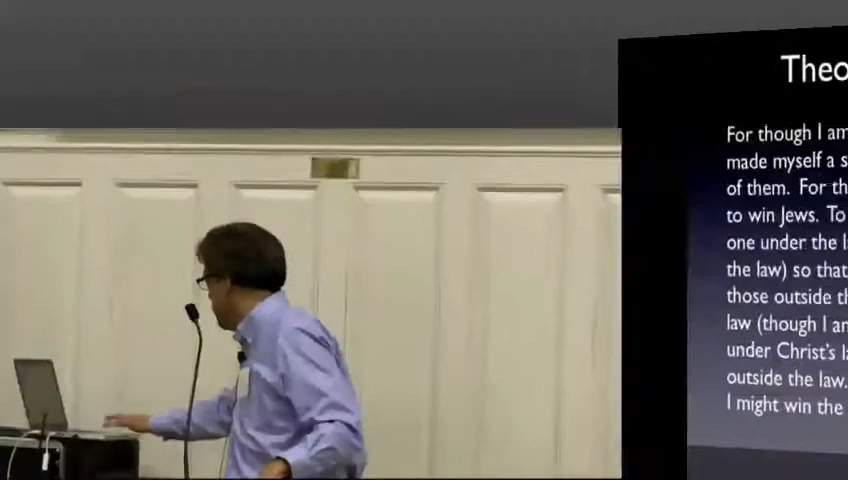 Theo
For though I am
made myself a s
of them. For th
to win Jews. To
one under the l
the law) so that
those outside th
law (though I am
under Christ's la
outside the law.
I might win the